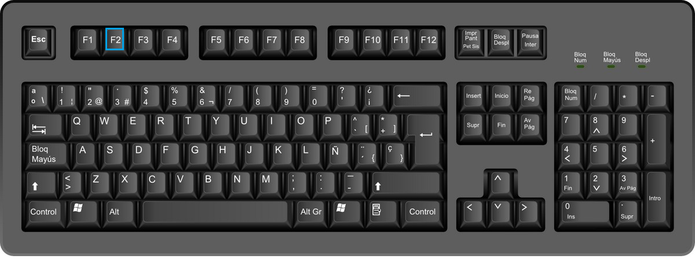 Esc F1 F2 F3 F4 F5 F6 F7 F8 F9 F10 F11 F12
Impr Pant
Pet Sis
Bloq Despl
Pausa
Inter
Bloq Num
Bloq Mayús
Bloq Despl
1 2 @ 3 # 4 5 6 ¬ 7 8 9 0
Insert Inicio Re Pág
Bloq Num / * -
Q W E R T Y U I O P [ + ]
Supr Fin Av Pág
7 8 9 +
Bloq Mayús A S D F G H J K L Ñ { Ç }
4 5 6
< > Z X C V B N M ; , : . _ -
1 Fin 2 3 Av Pág Intro
Control Alt Alt Gr Control
0 Ins . Supr